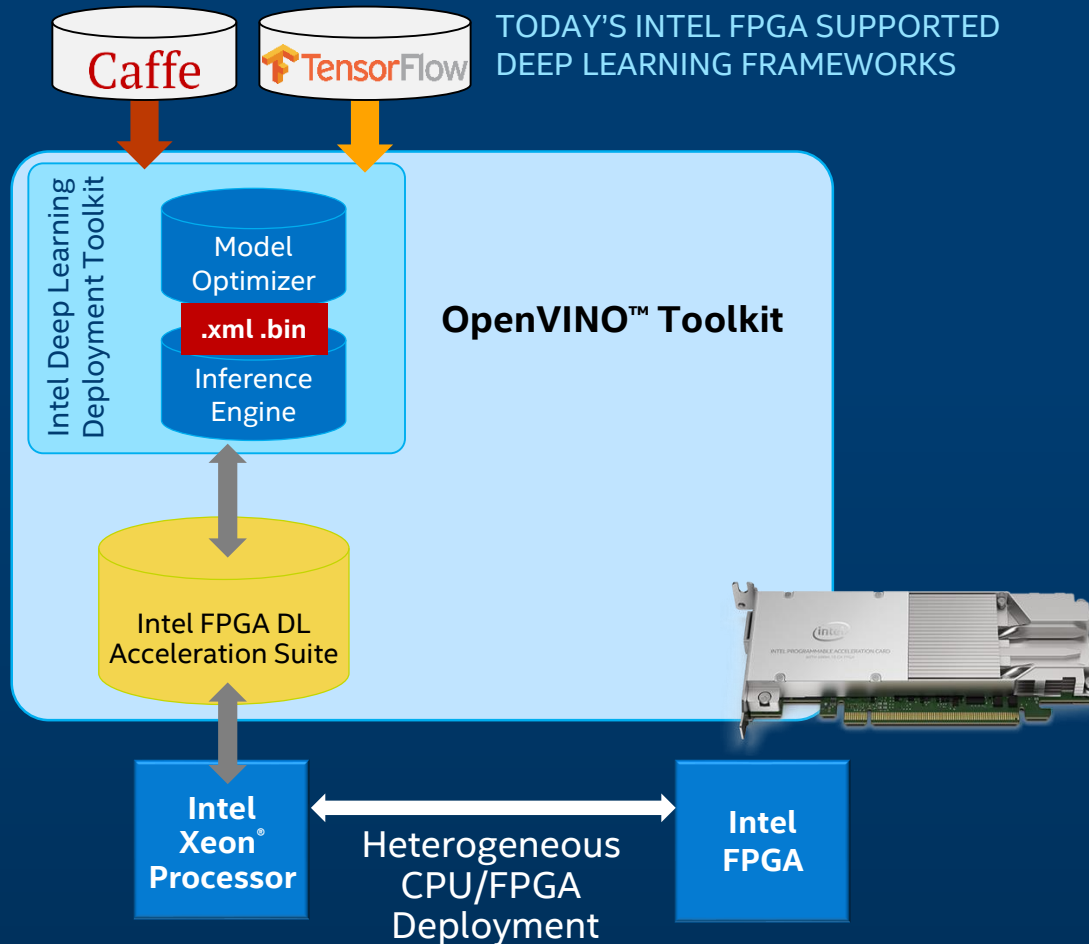 Caffe
TensorFlow
TODAY'S INTEL FPGA SUPPORTED
DEEP LEARNING FRAMEWORKS
Intel Deep Learning
Deployment Toolkit
Model
Optimizer
.xml .bin
Inference
Engine
OpenVINO™ Toolkit
Intel FPGA DL
Acceleration Suite
intel
INTEL PROGRAMMABLE ACCELERATION CARD
Intel
Xeon®
Processor
Heterogeneous
CPU/FPGA
Deployment
Intel
FPGA